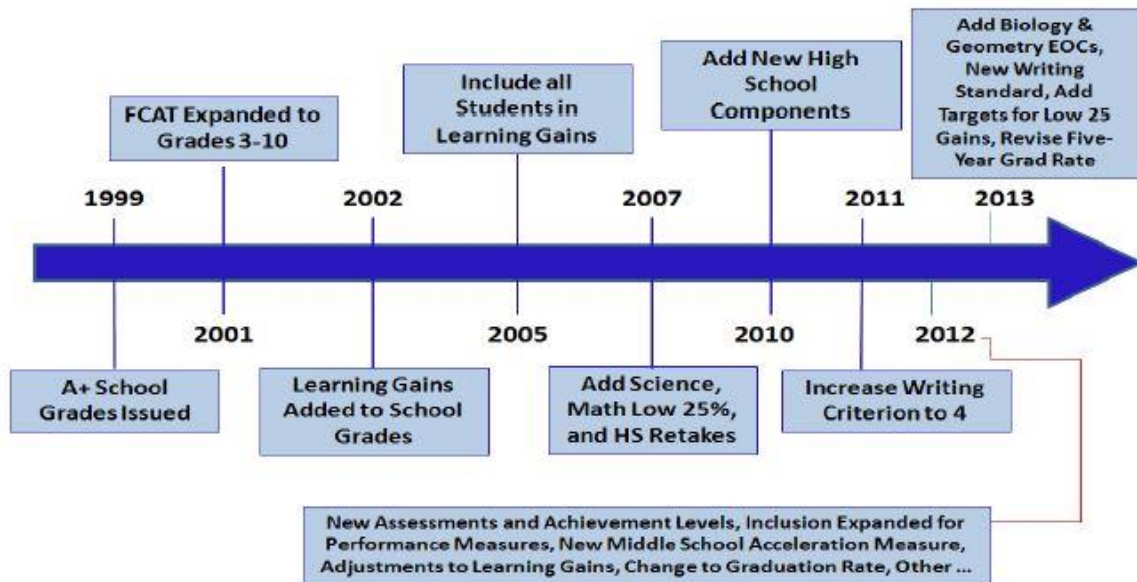 Add Biology &
Geometry EOCs,
New Writing
Standard, Add
Targets for Low 25
Gains, Revise Five-
Year Grad Rate
Add New High
School
Components
Include all
Students in
Learning Gains
FCAT Expanded to
Grades 3-10
1999
2002
2007
2011
2013
2001
2005
2010
2012
A+ School
Grades Issued
Learning Gains
Added to School
Grades
Add Science,
Math Low 25%,
and HS Retakes
Increase Writing
Criterion to 4
New Assessments and Achievement Levels, Inclusion Expanded for
Performance Measures, New Middle School Acceleration Measure,
Adjustments to Learning Gains, Change to Graduation Rate, Other ...